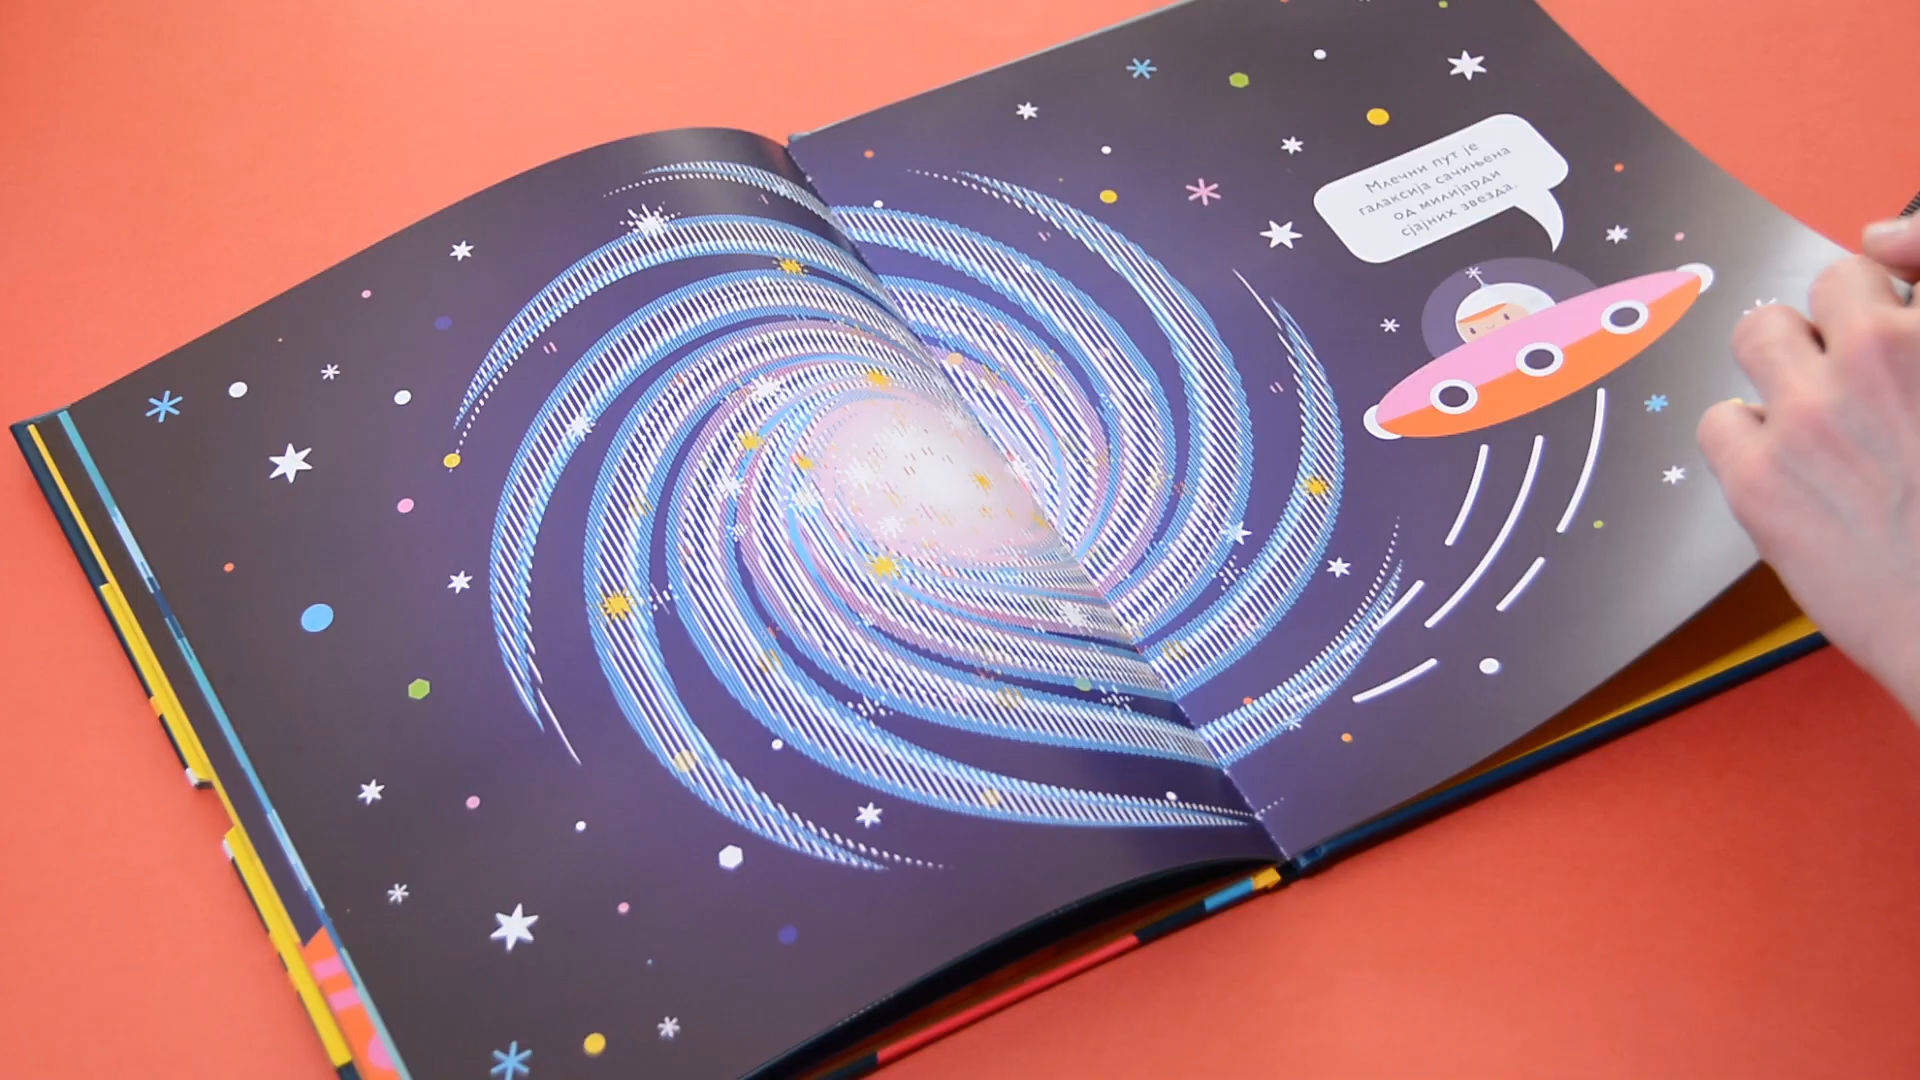 Млечни пут је
галаксија сачињена
од милијарди
сјајних звезда.